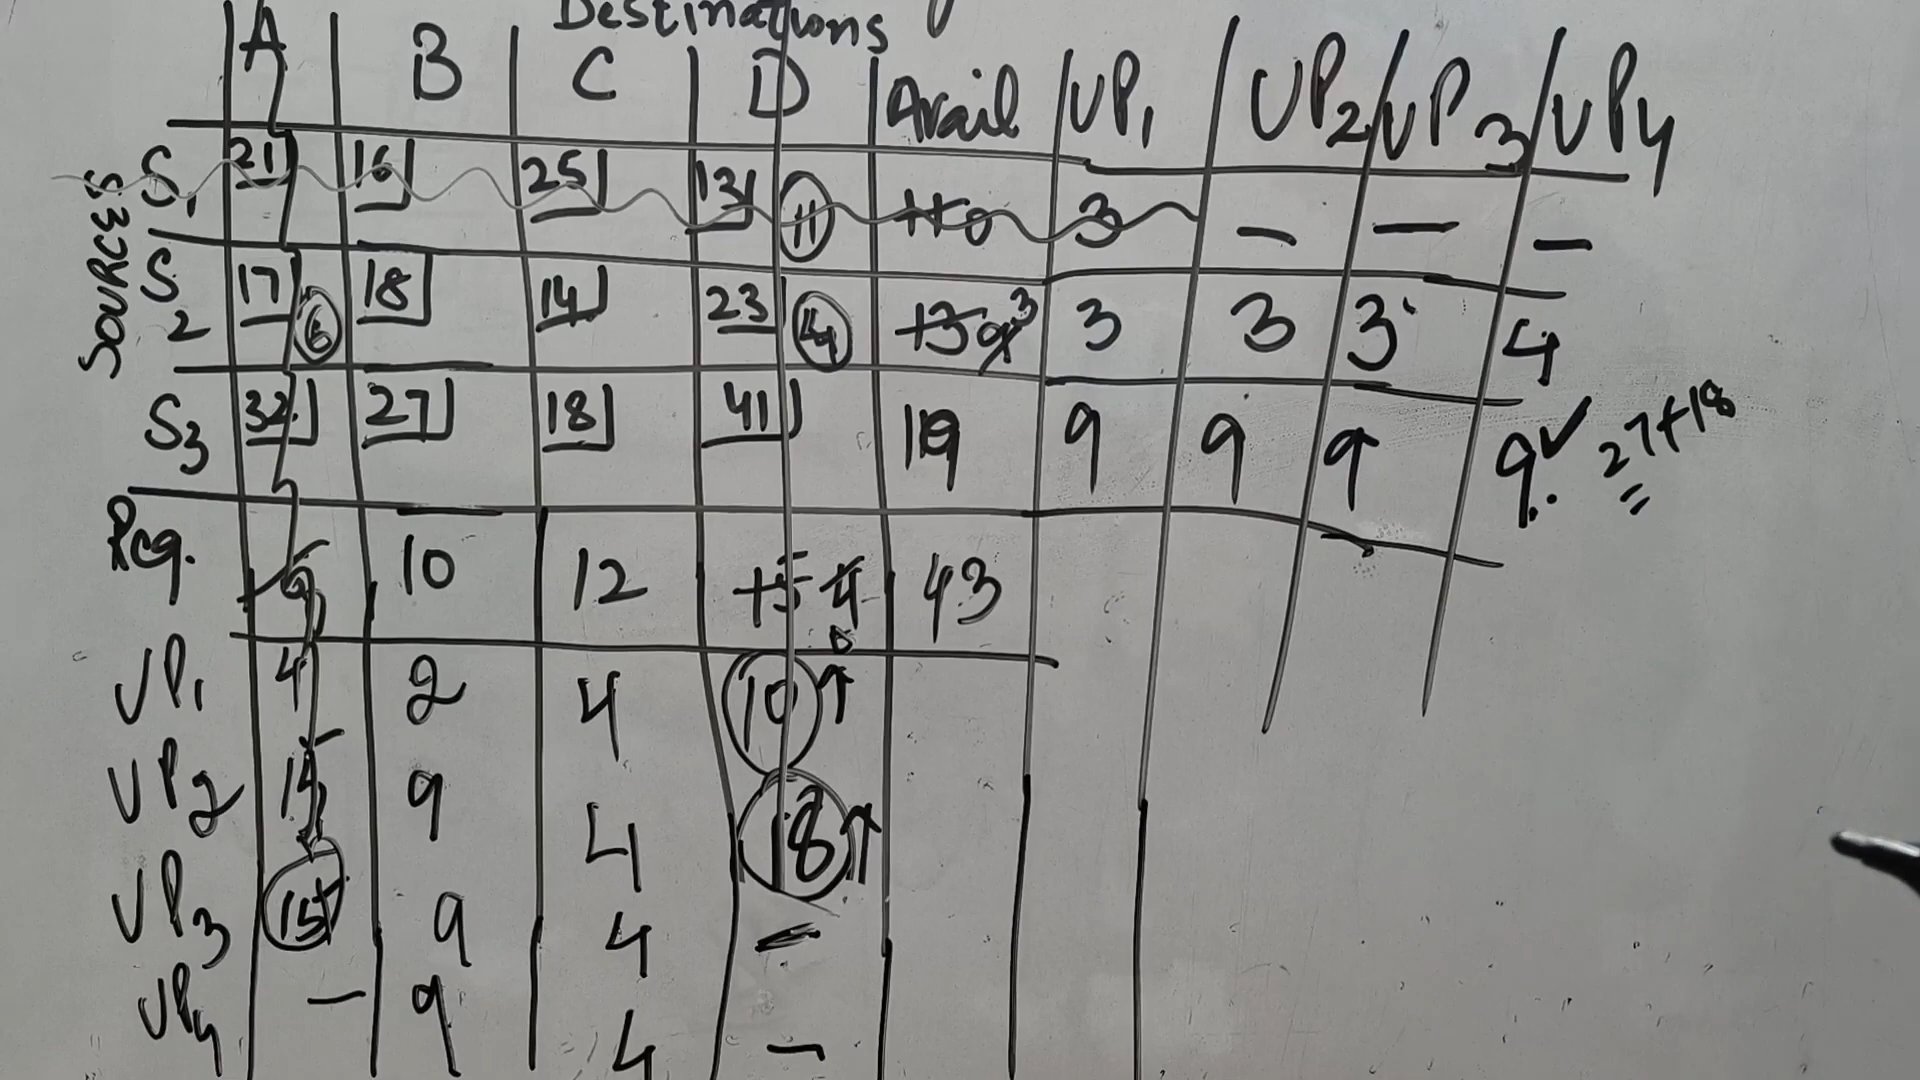 Destinations
A B C D Avail UP1 UP2 UP3 UP4
SOURCES
S1 21 16 25 13 11 11 0 3 — — —
S2 17 6 18 14 23 4 13 9 3 3 3 3 4
S3 32 27 18 41 19 9 9 9 9 ✓ 27+18
Req. 6 10 12 15 4 0 43
UP1 4 2 4 10 ↑
UP2 15 9 4 18 ↑
UP3 15 9 4 —
UP4 — 9 4 —